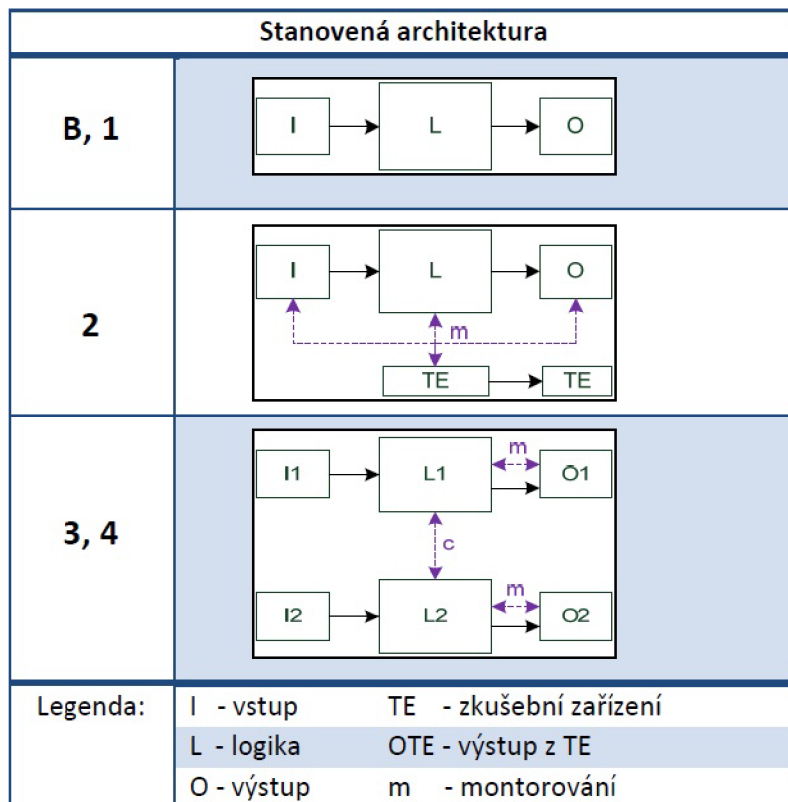 Stanovená architektura
B, 1
I L O
2
I L O
m
TE TE
3, 4
m
I1 L1 O1
c
m
I2 L2 O2
Legenda: I - vstup TE - zkušební zařízení
L - logika OTE - výstup z TE
O - výstup m - montorování